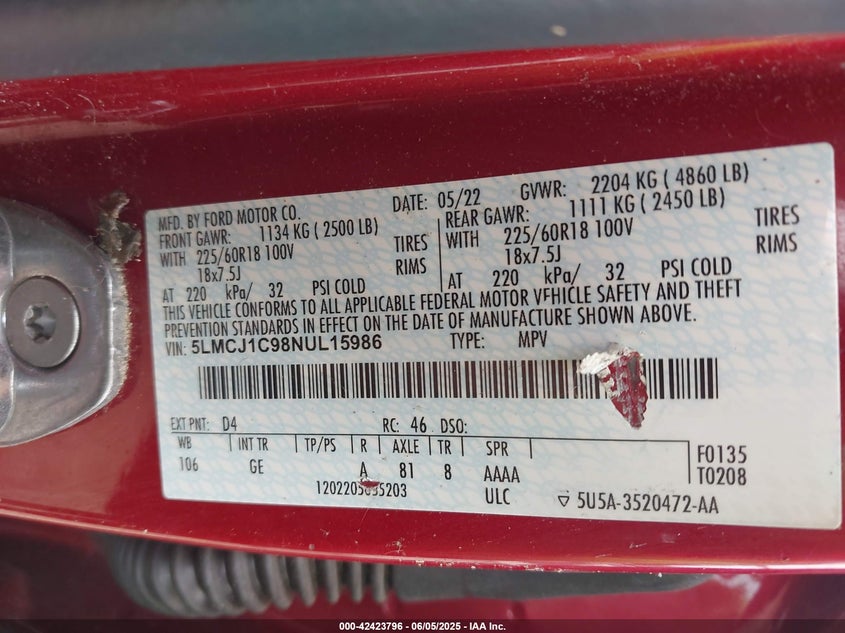 MFD. BY FORD MOTOR CO. DATE: 05/22 GVWR: 2204 KG ( 4860 LB)
FRONT GAWR: 1134 KG ( 2500 LB) REAR GAWR: 1111 KG ( 2450 LB)
WITH 225/60R18 100V TIRES WITH 225/60R18 100V TIRES
18x7.5J RIMS 18x7.5J RIMS
AT 220 kPa/ 32 PSI COLD AT 220 kPa/ 32 PSI COLD
THIS VEHICLE CONFORMS TO ALL APPLICABLE FEDERAL MOTOR VEHICLE SAFETY AND THEFT
PREVENTION STANDARDS IN EFFECT ON THE DATE OF MANUFACTURE SHOWN ABOVE.
VIN: 5LMCJ1C98NUL15986 TYPE: MPV
EXT PNT: D4 RC: 46 DSO:
WB INT TR TP/PS R AXLE TR SPR
106 GE A 81 8 AAAA
ULC
F0135
T0208
5U5A-3520472-AA
000-42423796 - 06/05/2025 - IAA Inc.